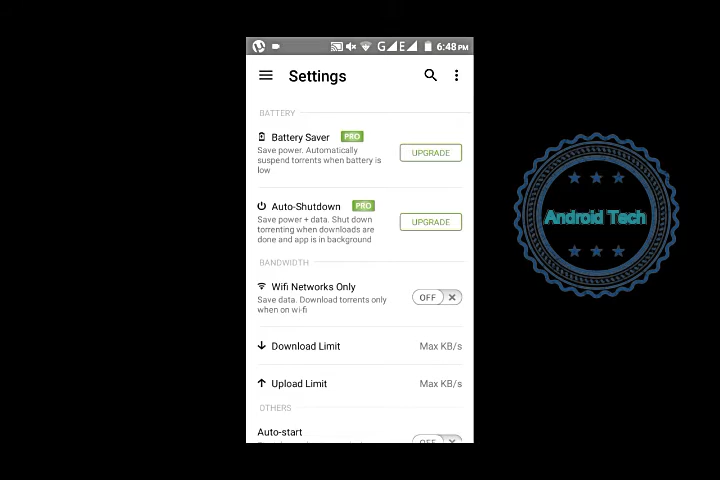 G E 6:48 PM
Settings
BATTERY
Battery Saver PRO
Save power. Automatically
suspend torrents when battery is
low
UPGRADE
Auto-Shutdown PRO
Save power + data. Shut down
torrenting when downloads are
done and app is in background
UPGRADE
BANDWIDTH
Wifi Networks Only
Save data. Download torrents only
when on wi-fi
OFF
Download Limit Max KB/s
Upload Limit Max KB/s
OTHERS
Auto-start
OFF
Android Tech